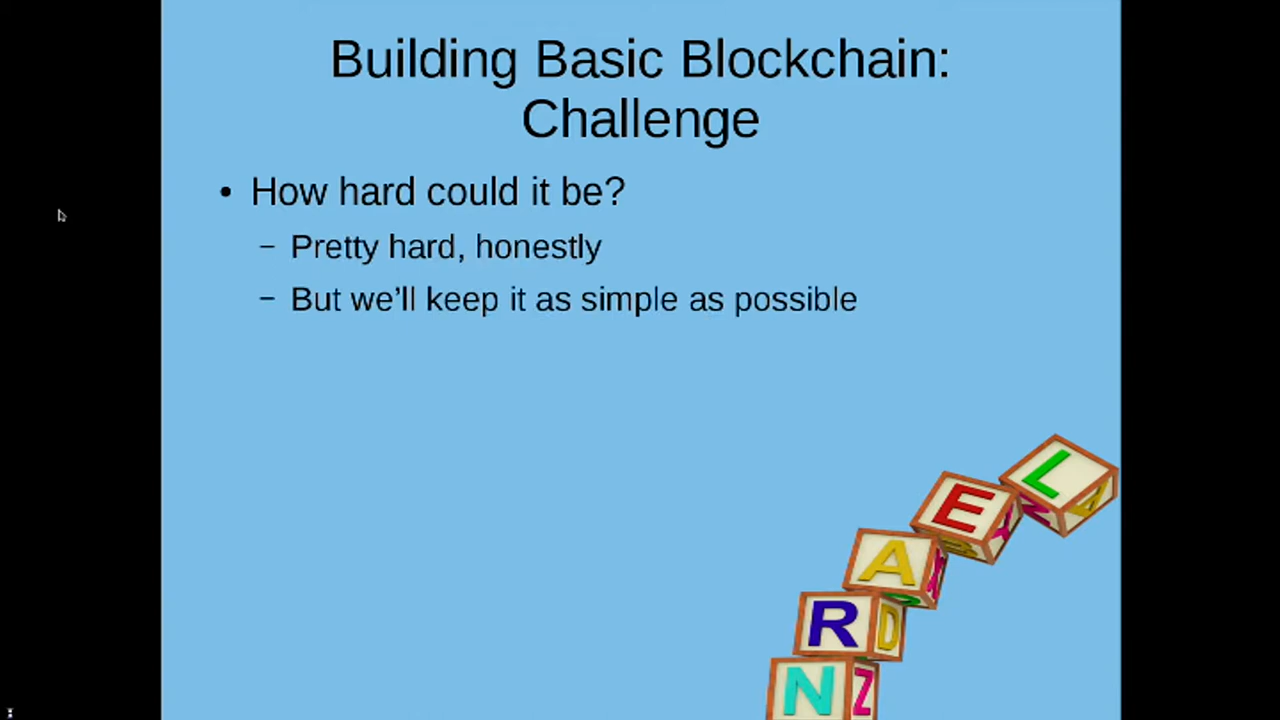 Building Basic Blockchain:
Challenge
• How hard could it be?
– Pretty hard, honestly
– But we’ll keep it as simple as possible
L
E
A
R D
N Z